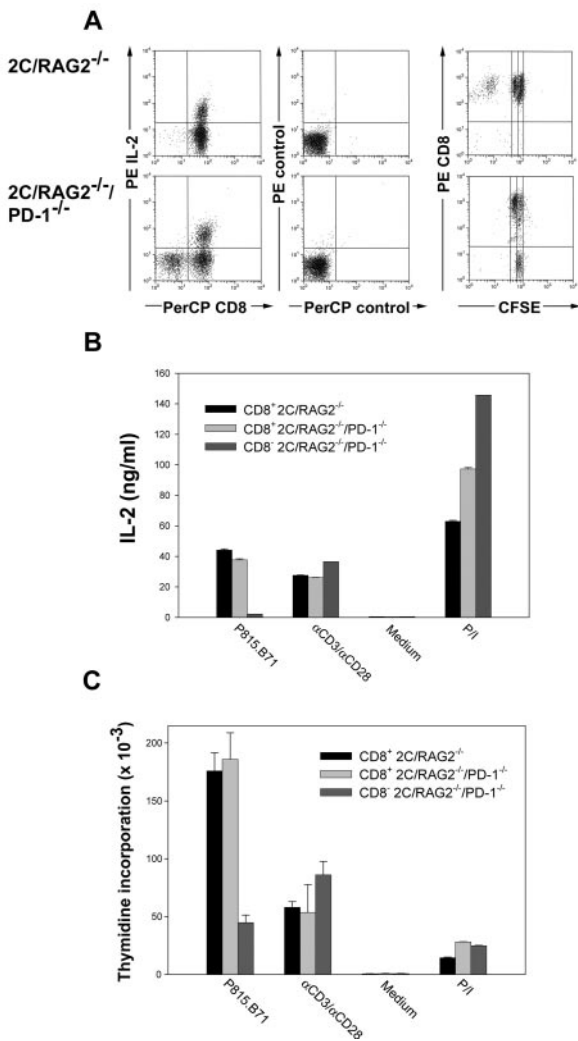 A
2C/RAG2-/-
2C/RAG2-/-/
PD-1-/-
PE IL-2
PE control
PE CD8
PerCP CD8
PerCP control
CFSE
B
CD8+ 2C/RAG2-/-
CD8+ 2C/RAG2-/-/PD-1-/-
CD8- 2C/RAG2-/-/PD-1-/-
IL-2 (ng/ml)
160
140
120
100
80
60
40
20
0
P815.B71
αCD3/αCD28
Medium
P/I
C
CD8+ 2C/RAG2-/-
CD8+ 2C/RAG2-/-/PD-1-/-
CD8- 2C/RAG2-/-/PD-1-/-
Thymidine incorporation (x 10-3)
200
150
100
50
0
P815.B71
αCD3/αCD28
Medium
P/I